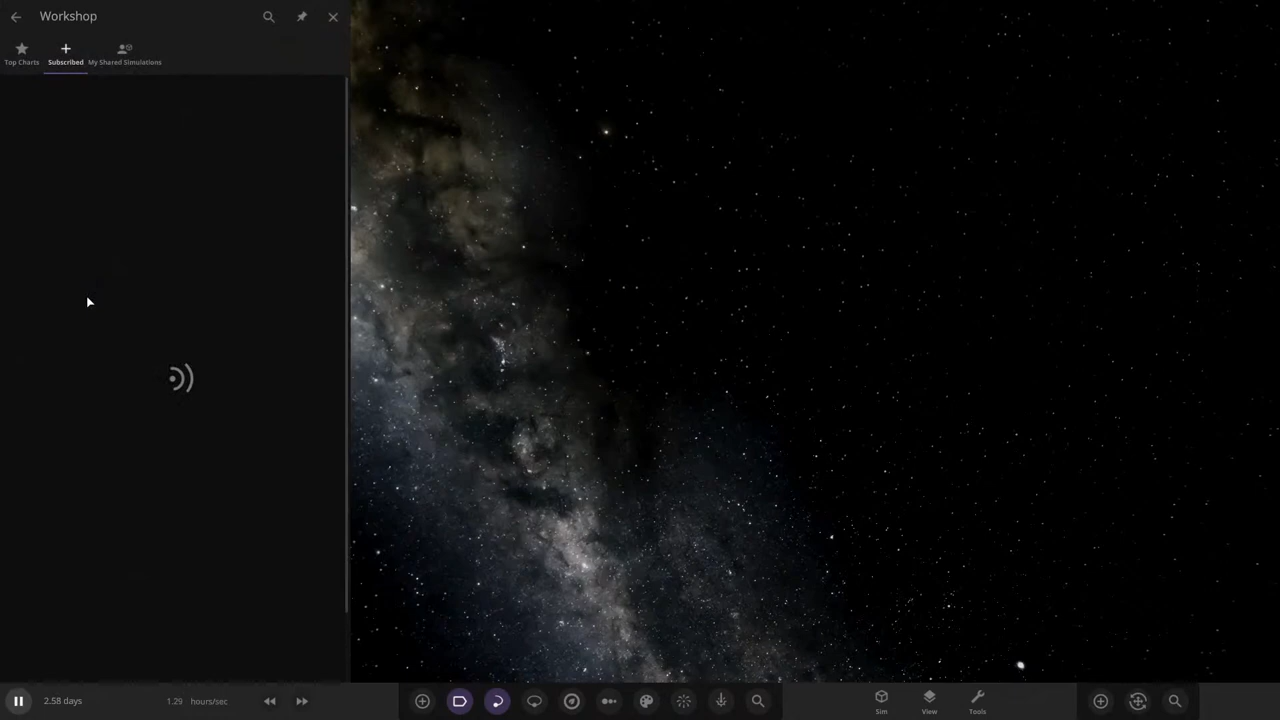 Workshop
Top Charts Subscribed My Shared Simulations
2.58 days 1.29 hours/sec
Sim View Tools